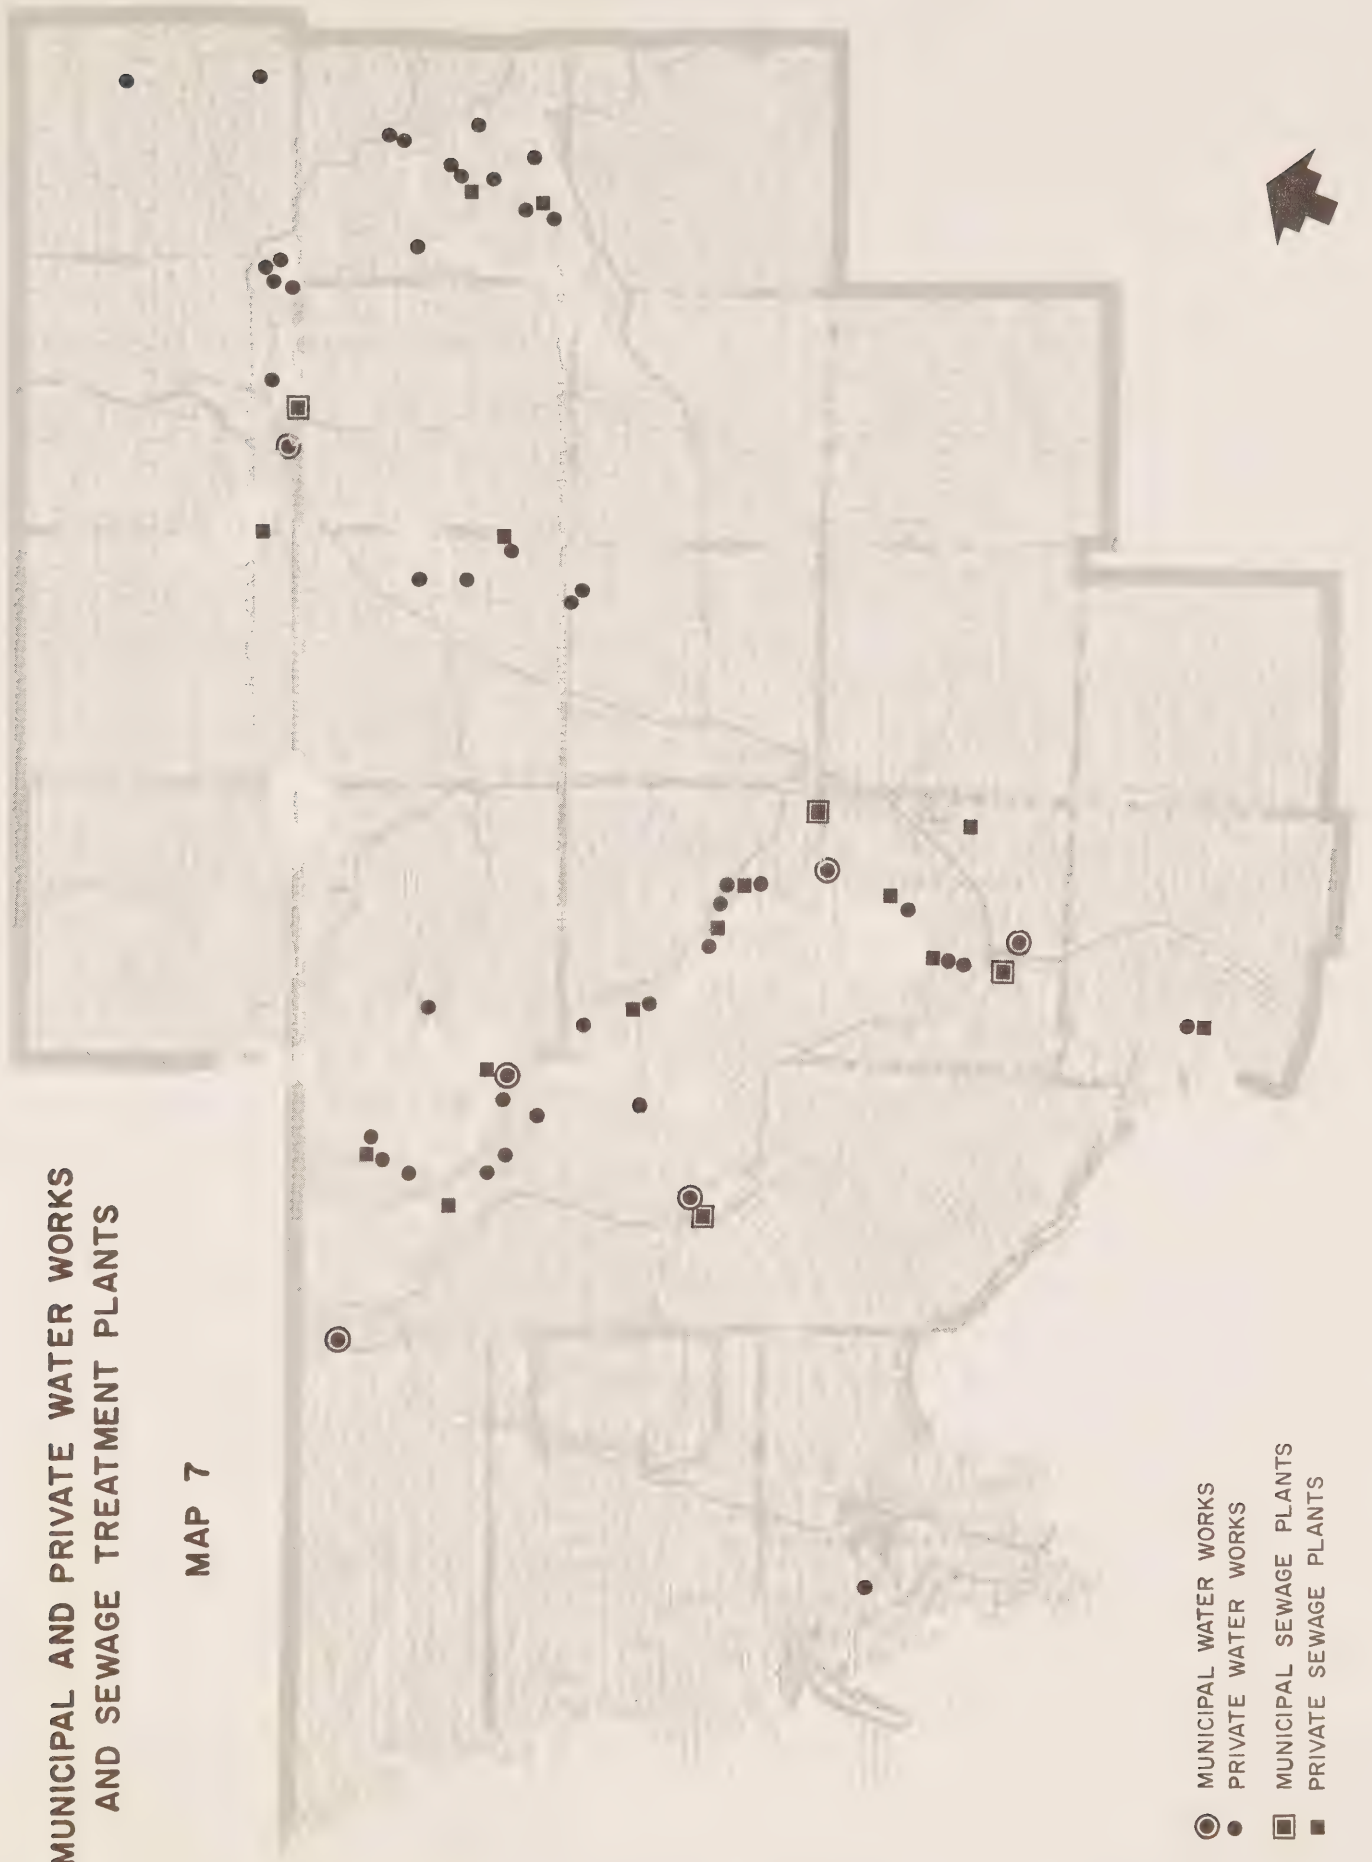 MUNICIPAL AND PRIVATE WATER WORKS
AND SEWAGE TREATMENT PLANTS
MAP 7
MUNICIPAL WATER WORKS
PRIVATE WATER WORKS
MUNICIPAL SEWAGE PLANTS
PRIVATE SEWAGE PLANTS